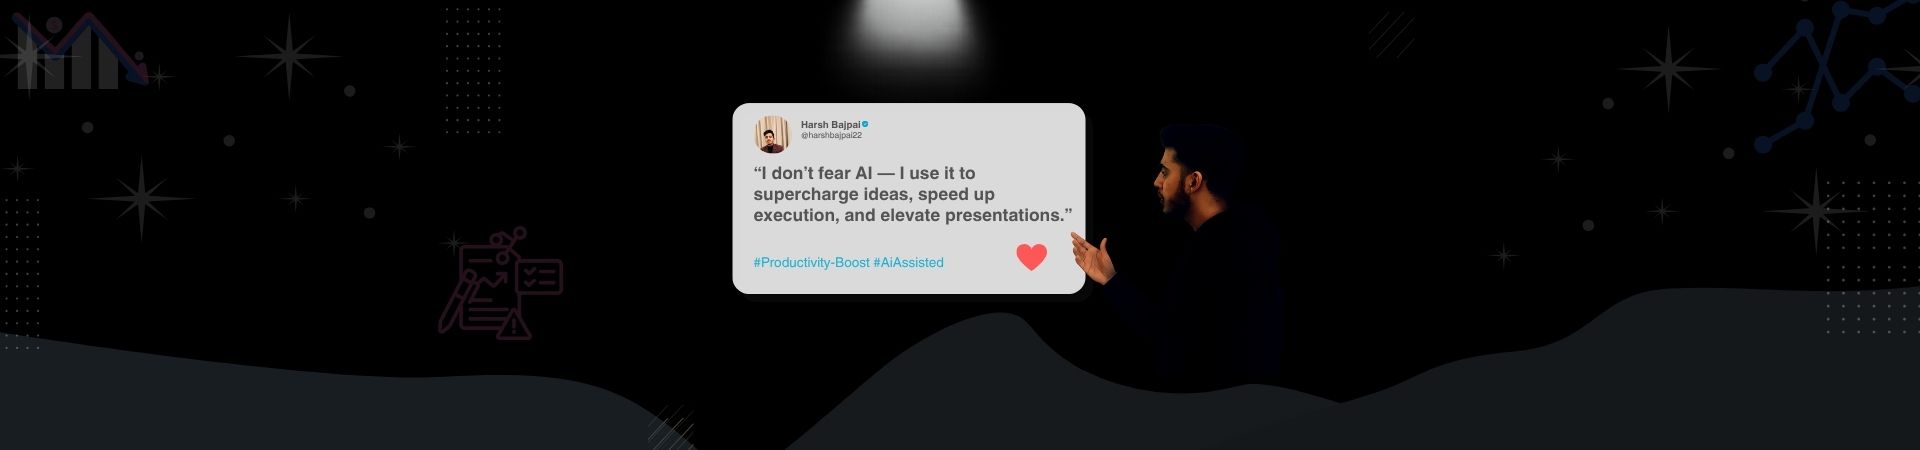 Harsh Bajpai
@harshbajpai22
“I don’t fear AI — I use it to
supercharge ideas, speed up
execution, and elevate presentations.”
#Productivity-Boost #AiAssisted